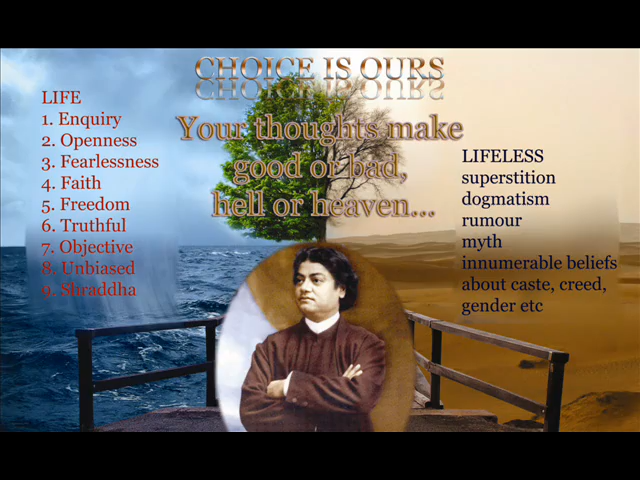 CHOICE IS OURS
Your thoughts make
good or bad,
hell or heaven...
LIFE
1. Enquiry
2. Openness
3. Fearlessness
4. Faith
5. Freedom
6. Truthful
7. Objective
8. Unbiased
9. Shraddha
LIFELESS
superstition
dogmatism
rumour
myth
innumerable beliefs
about caste, creed,
gender etc